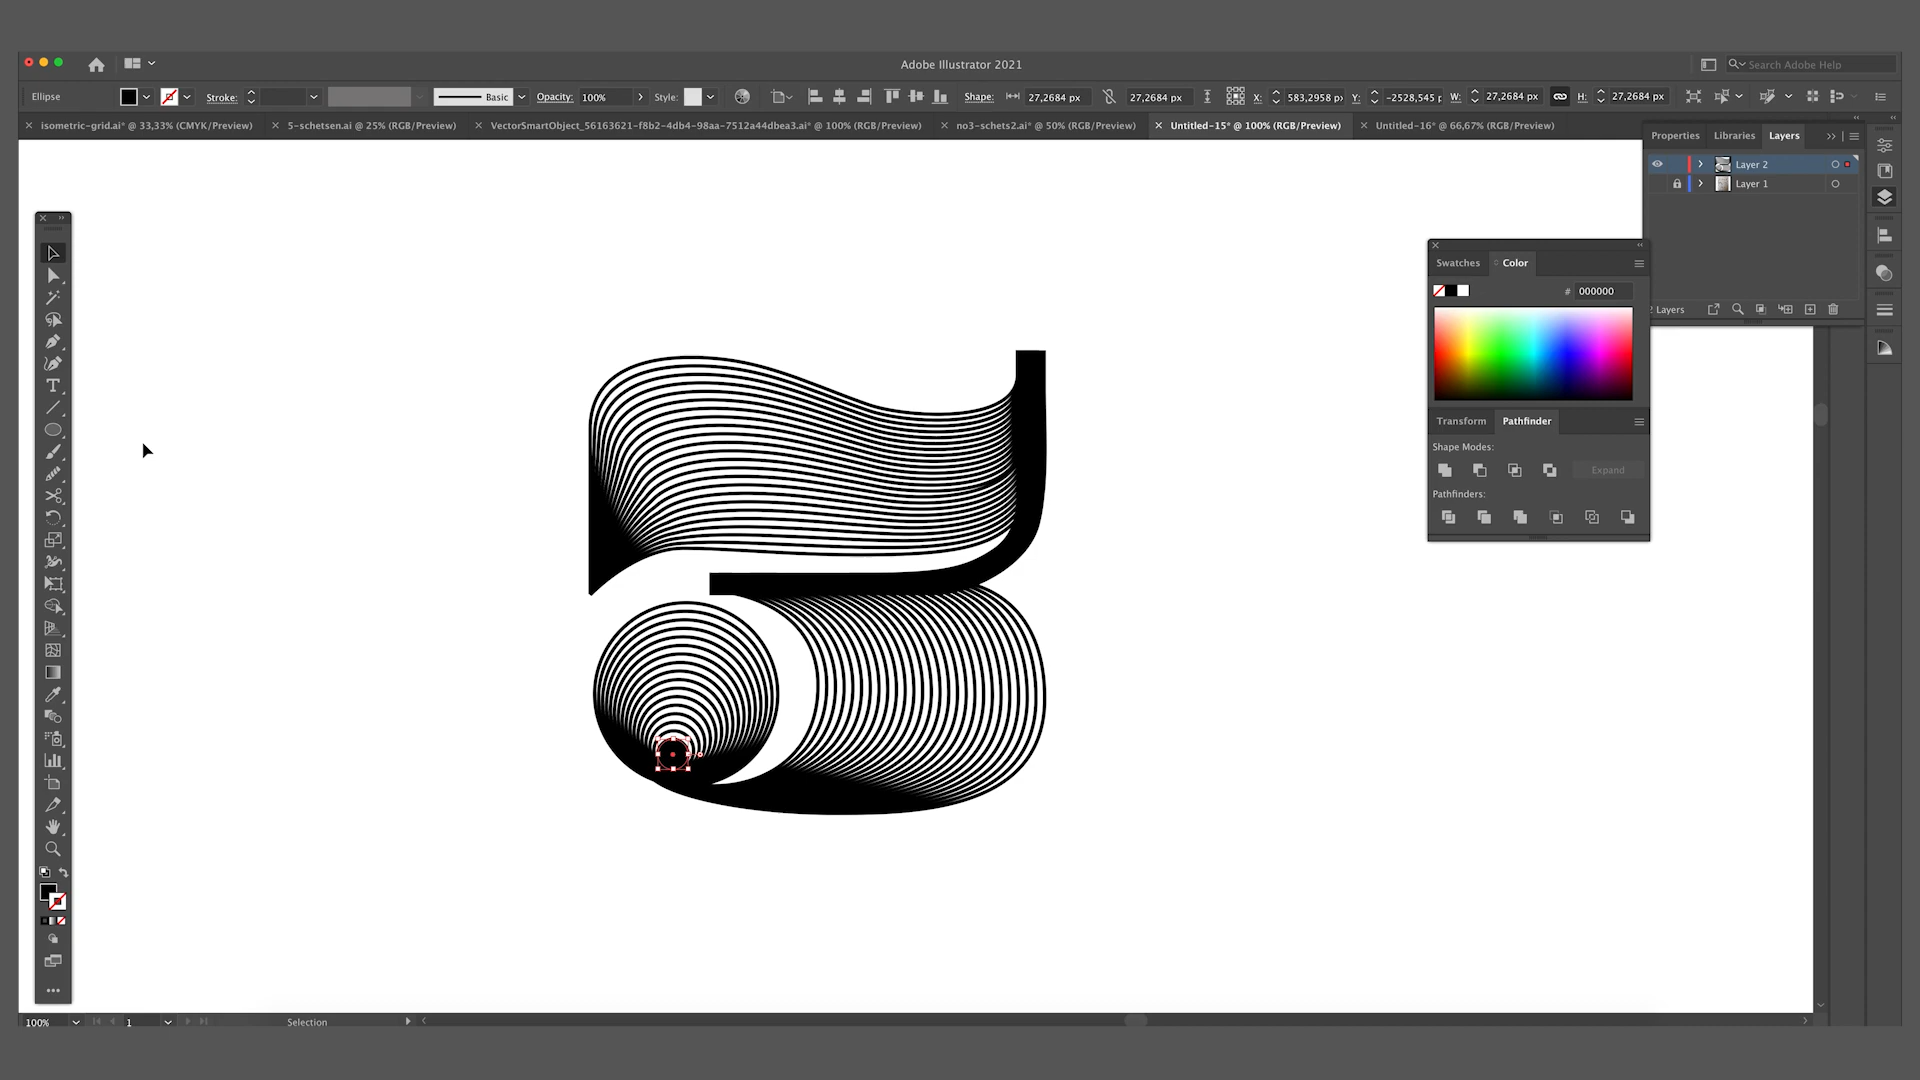 Adobe Illustrator 2021
Search Adobe Help
Ellipse Stroke: Basic Opacity: 100% Style: Shape: 27,2684 px 27,2684 px X: 583,2958 px Y: -2528,545 p W: 27,2684 px H: 27,2684 px
isometric-grid.ai* @ 33,33% (CMYK/Preview) 5-schetsen.ai @ 25% (RGB/Preview) VectorSmartObject_56163621-f8b2-4db4-98aa-7512a44dbea3.ai* @ 100% (RGB/Preview) no3-schets2.ai* @ 50% (RGB/Preview) Untitled-15* @ 100% (RGB/Preview) Untitled-16* @ 66,67% (RGB/Preview)
Properties Libraries Layers
Layer 2
Layer 1
2 Layers
Swatches Color
# 000000
Transform Pathfinder
Shape Modes:
Expand
Pathfinders:
100% 1 Selection